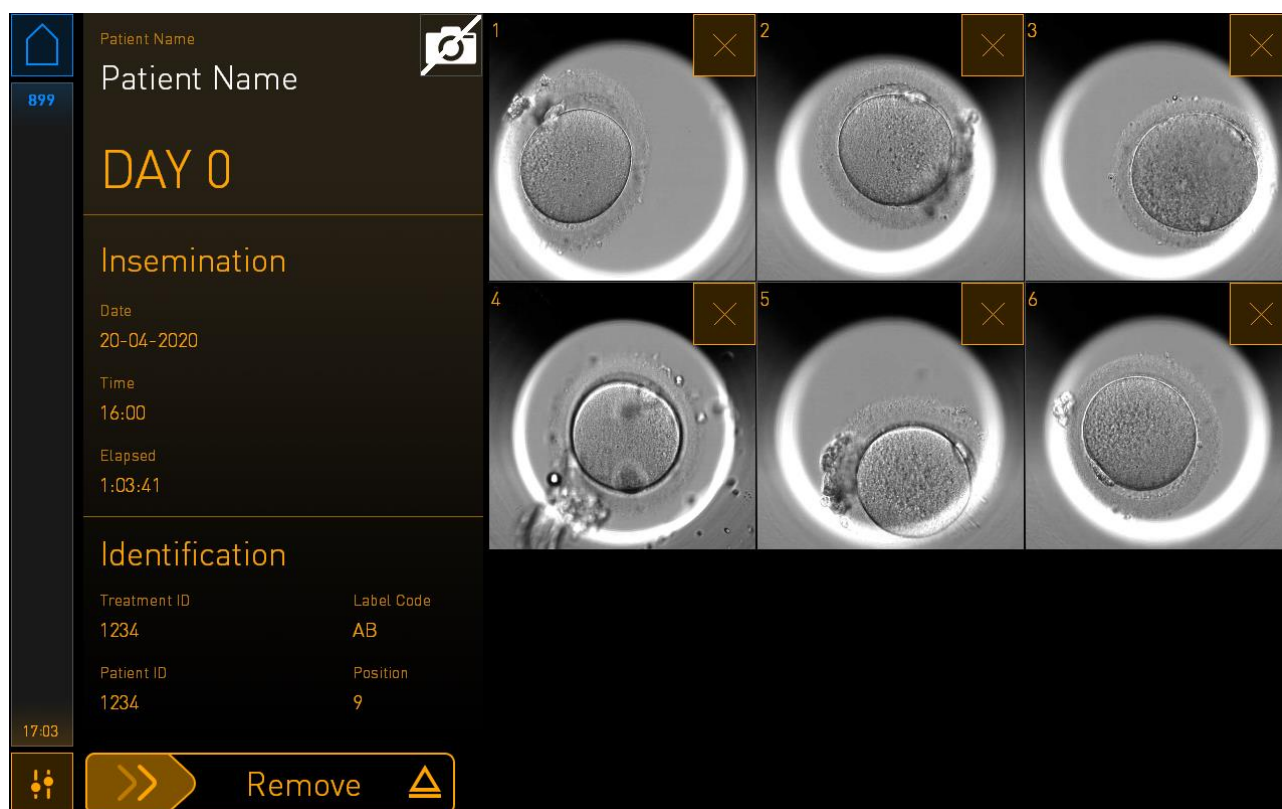 899
17:03
Patient Name
Patient Name
DAY 0
Insemination
Date
20-04-2020
Time
16:00
Elapsed
1:03:41
Identification
Treatment ID Label Code
1234 AB
Patient ID Position
1234 9
Remove
1 2 3
4 5 6